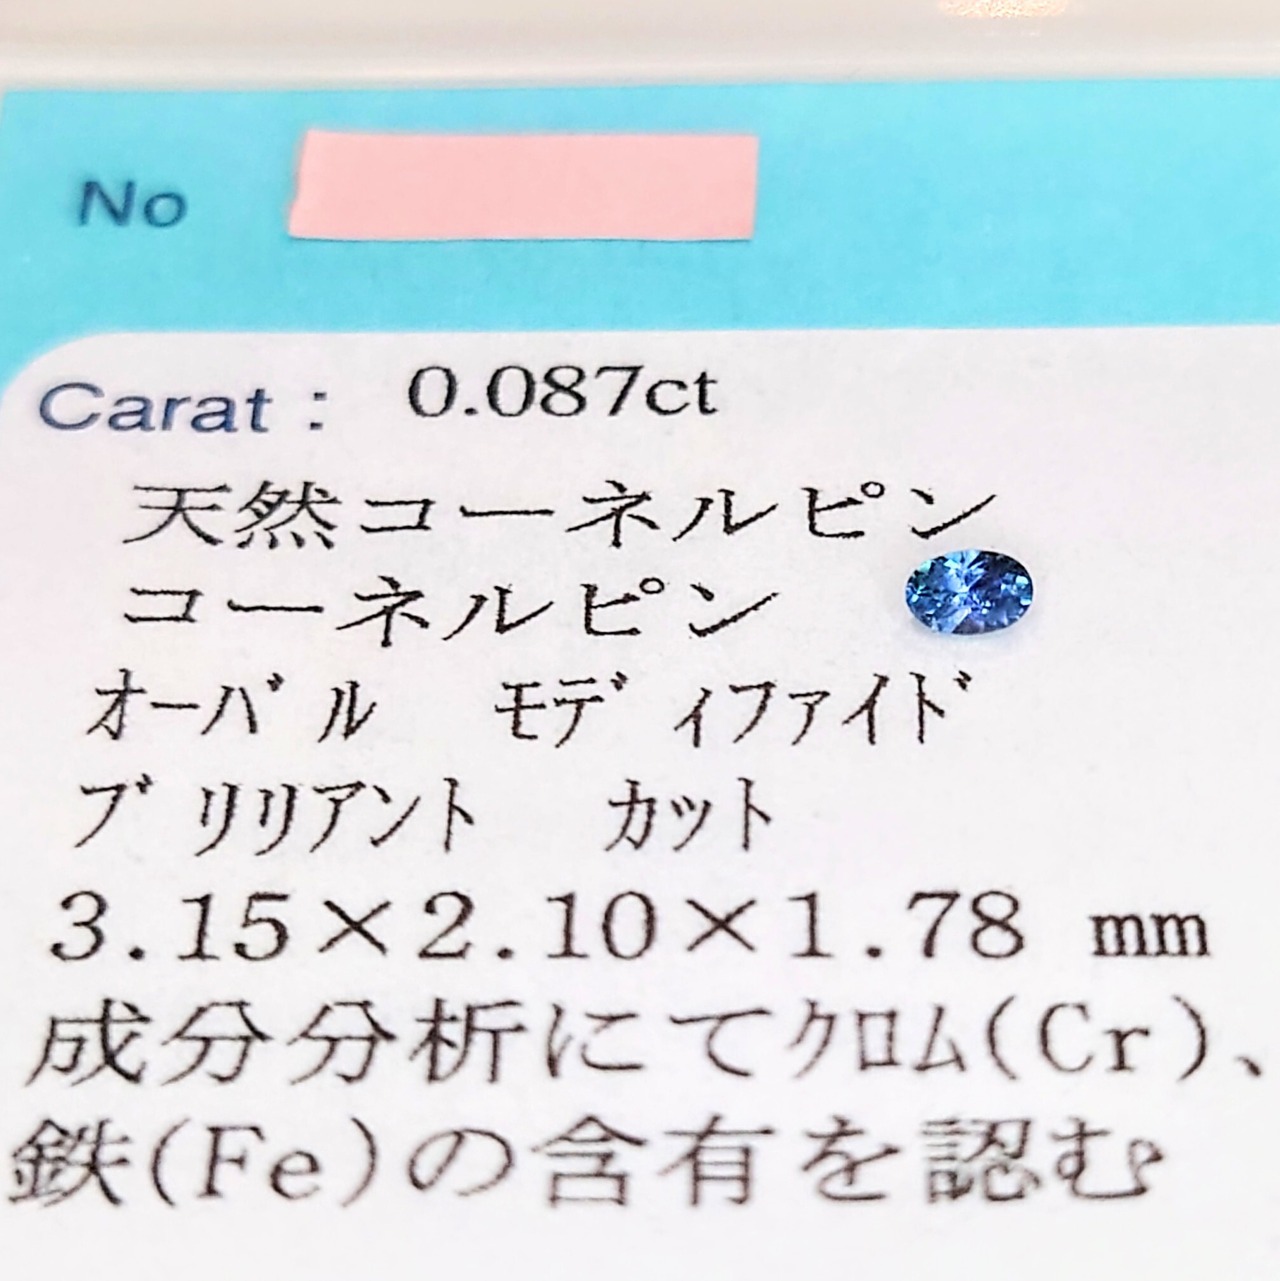 No
Carat : 0.087ct
天然コーネルピン
コーネルピン
ｵｰﾊﾞﾙ ﾓﾃﾞｨﾌｧｲﾄﾞ
ﾌﾞﾘﾘｱﾝﾄ ｶｯﾄ
3.15×2.10×1.78 mm
成分分析にてｸﾛﾑ(Cr)、
鉄(Fe)の含有を認む